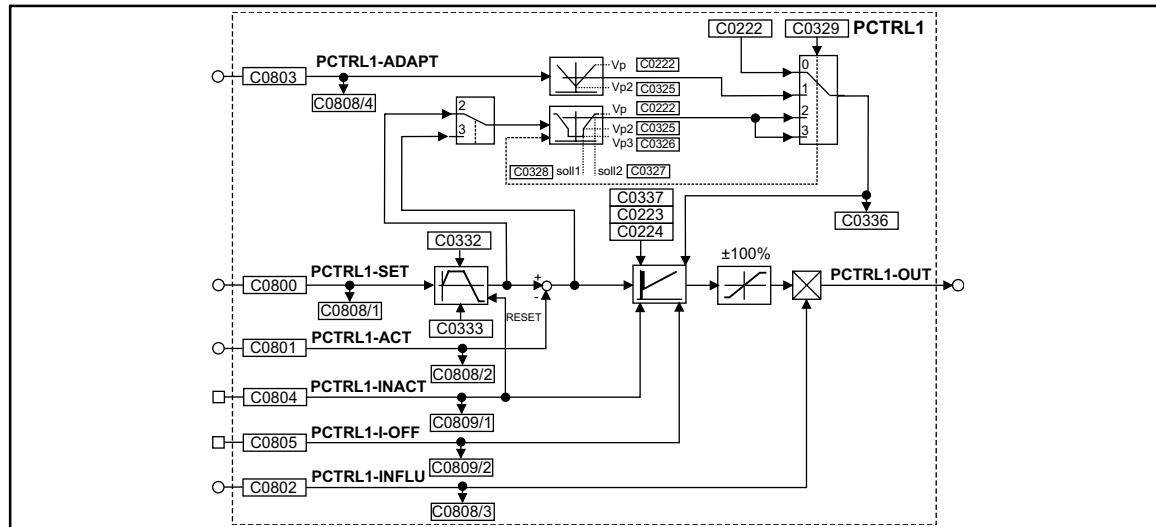 C0222 C0329 PCTRL1
PCTRL1-ADAPT
C0803
C0808/4
Vp C0222
Vp2 C0325
Vp C0222
Vp2 C0325
Vp3 C0326
C0328 soll1 soll2 C0327
0
1
2
3
2
3
C0337
C0223
C0224
C0336
C0332
±100%
PCTRL1-SET
C0800
C0808/1
+
-
RESET
C0333
PCTRL1-OUT
PCTRL1-ACT
C0801
C0808/2
PCTRL1-INACT
C0804
C0809/1
PCTRL1-I-OFF
C0805
C0809/2
PCTRL1-INFLU
C0802
C0808/3